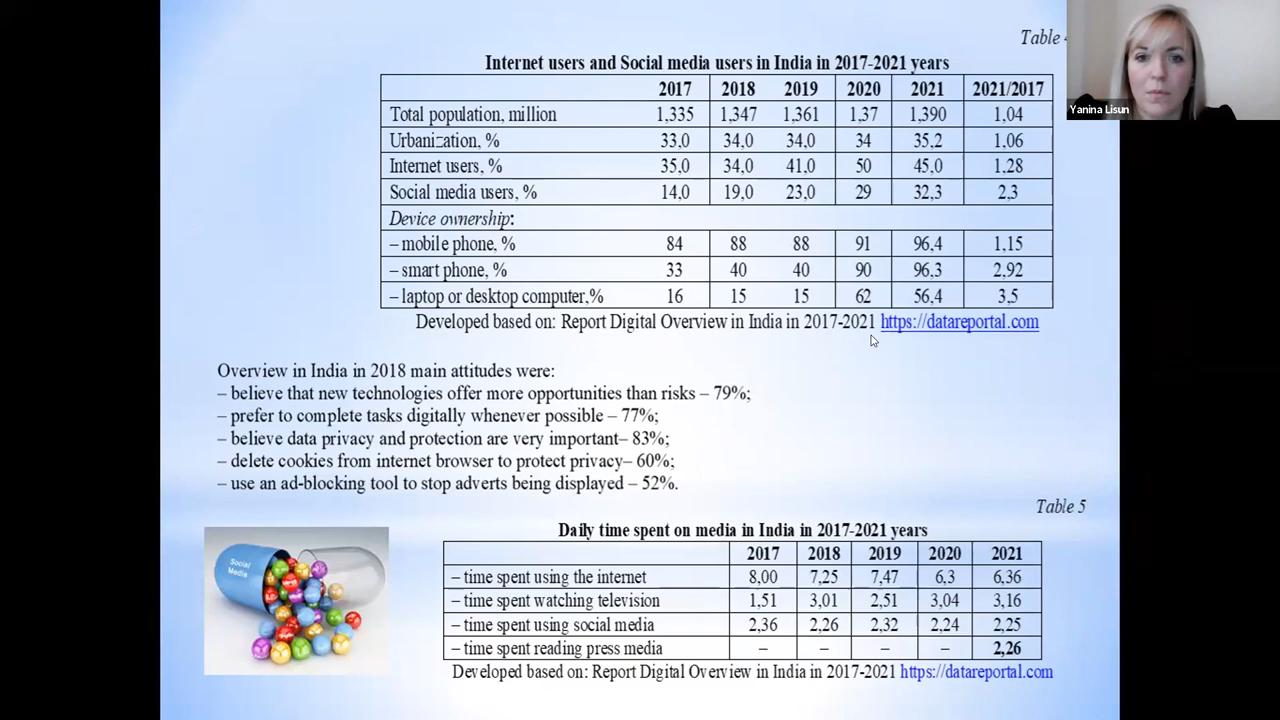 Table 4
Yanina Lisun
Internet users and Social media users in India in 2017-2021 years
2017 2018 2019 2020 2021 2021/2017
Total population, million 1,335 1,347 1,361 1,37 1,390 1,04
Urbanization, % 33,0 34,0 34,0 34 35,2 1,06
Internet users, % 35,0 34,0 41,0 50 45,0 1,28
Social media users, % 14,0 19,0 23,0 29 32,3 2,3
Device ownership:
– mobile phone, % 84 88 88 91 96,4 1,15
– smart phone, % 33 40 40 90 96,3 2,92
– laptop or desktop computer,% 16 15 15 62 56,4 3,5
Developed based on: Report Digital Overview in India in 2017-2021 https://datareportal.com
Overview in India in 2018 main attitudes were:
– believe that new technologies offer more opportunities than risks – 79%;
– prefer to complete tasks digitally whenever possible – 77%;
– believe data privacy and protection are very important– 83%;
– delete cookies from internet browser to protect privacy– 60%;
– use an ad-blocking tool to stop adverts being displayed – 52%.
Table 5
Daily time spent on media in India in 2017-2021 years
2017 2018 2019 2020 2021
– time spent using the internet 8,00 7,25 7,47 6,3 6,36
– time spent watching television 1,51 3,01 2,51 3,04 3,16
– time spent using social media 2,36 2,26 2,32 2,24 2,25
– time spent reading press media – – – – 2,26
Developed based on: Report Digital Overview in India in 2017-2021 https://datareportal.com
Social
Media